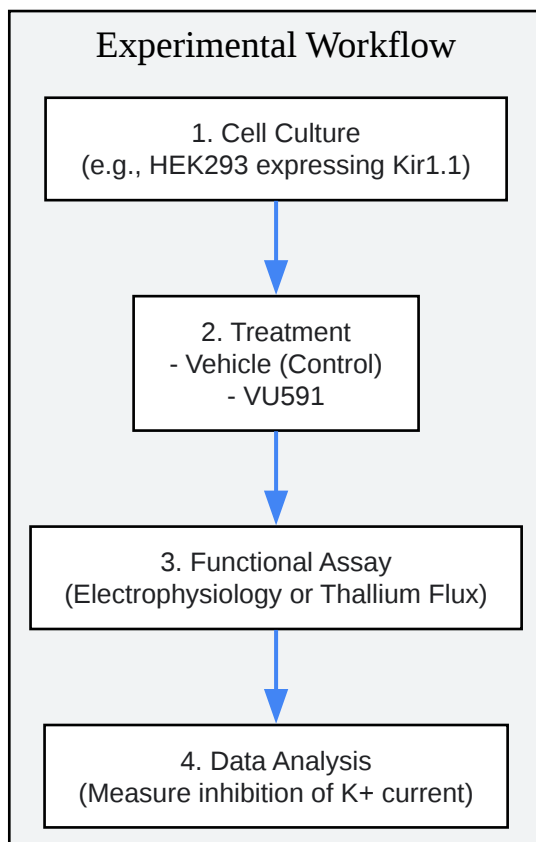 Experimental Workflow
1. Cell Culture
(e.g., HEK293 expressing Kir1.1)
2. Treatment
- Vehicle (Control)
- VU591
3. Functional Assay
(Electrophysiology or Thallium Flux)
4. Data Analysis
(Measure inhibition of K+ current)